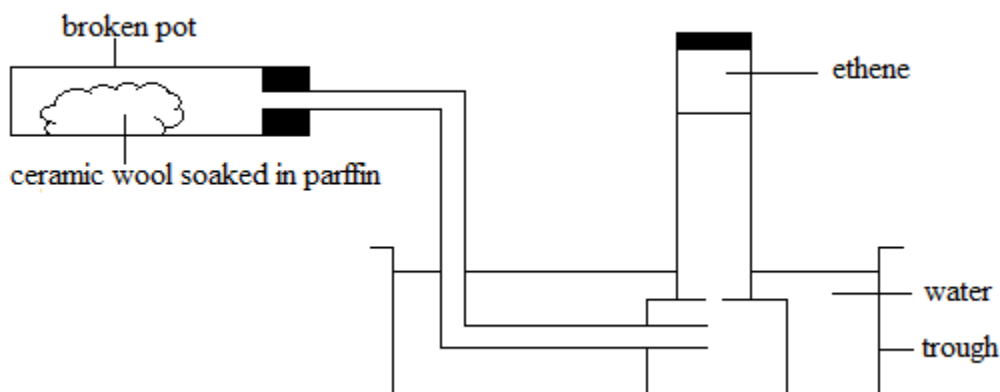 broken pot
ethene
ceramic wool soaked in parffin
water
trough